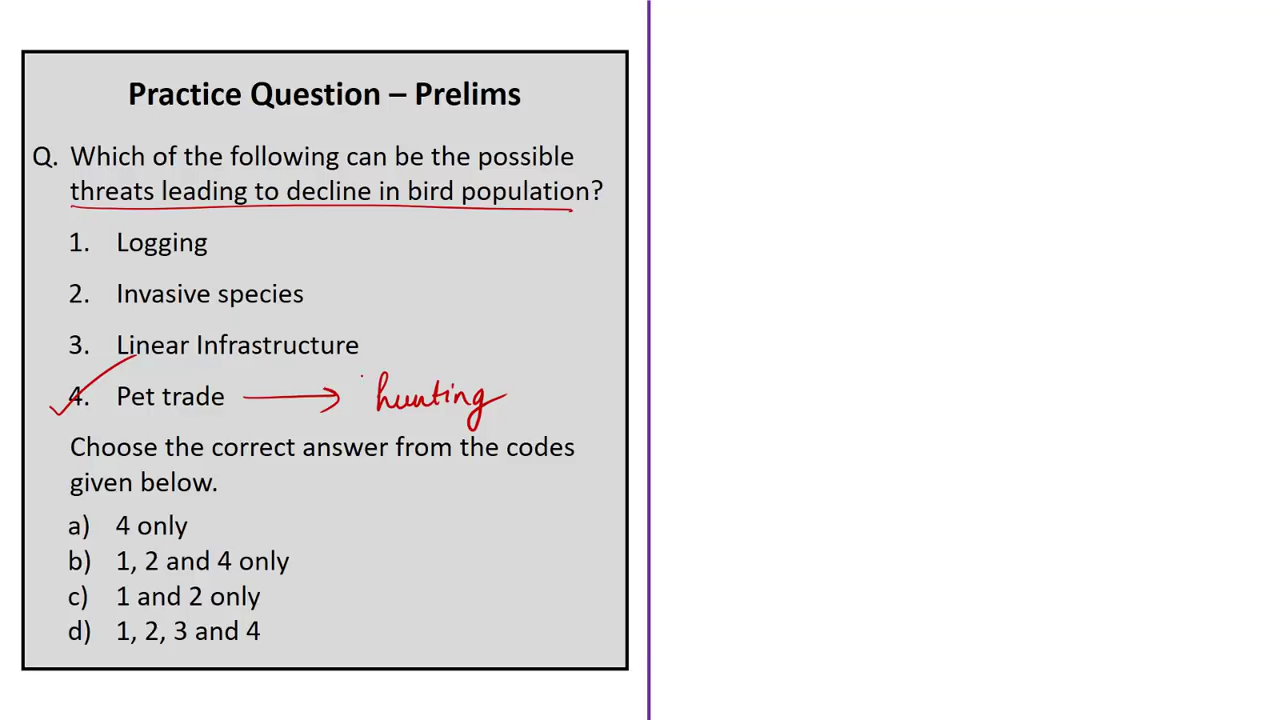 Practice Question – Prelims
Q. Which of the following can be the possible
threats leading to decline in bird population?
1. Logging
2. Invasive species
3. Linear Infrastructure
4. Pet trade → hunting
Choose the correct answer from the codes
given below.
a) 4 only
b) 1, 2 and 4 only
c) 1 and 2 only
d) 1, 2, 3 and 4